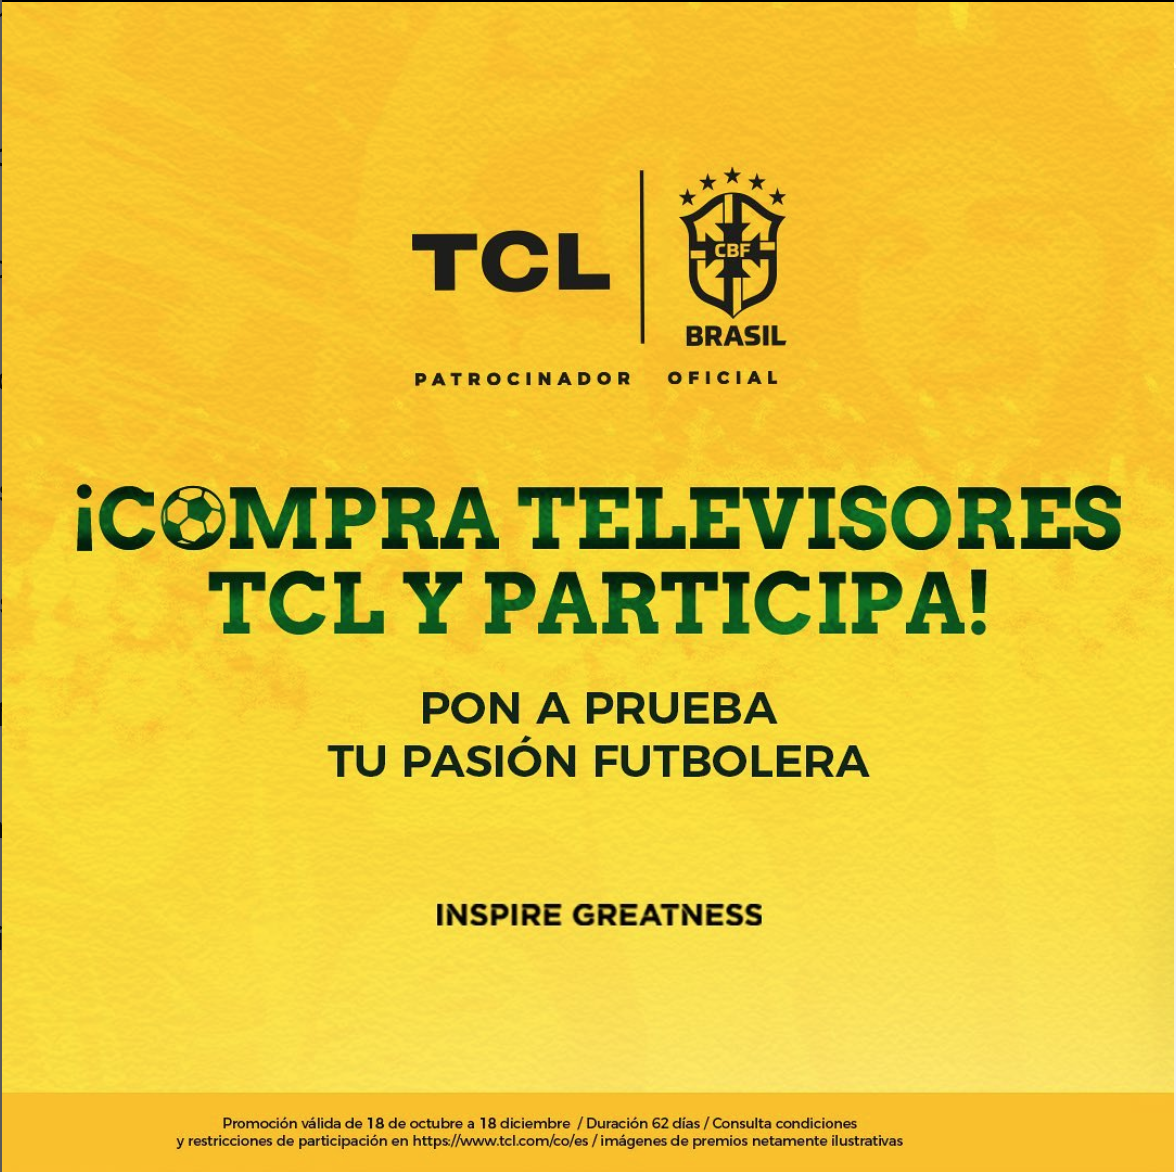 TCL
CBF
BRASIL
PATROCINADOR OFICIAL
¡COMPRA TELEVISORES
TCL Y PARTICIPA!
PON A PRUEBA
TU PASIÓN FUTBOLERA
INSPIRE GREATNESS
Promoción válida de 18 de octubre a 18 diciembre / Duración 62 días / Consulta condiciones
y restricciones de participación en https://www.tcl.com/co/es / imágenes de premios netamente ilustrativas